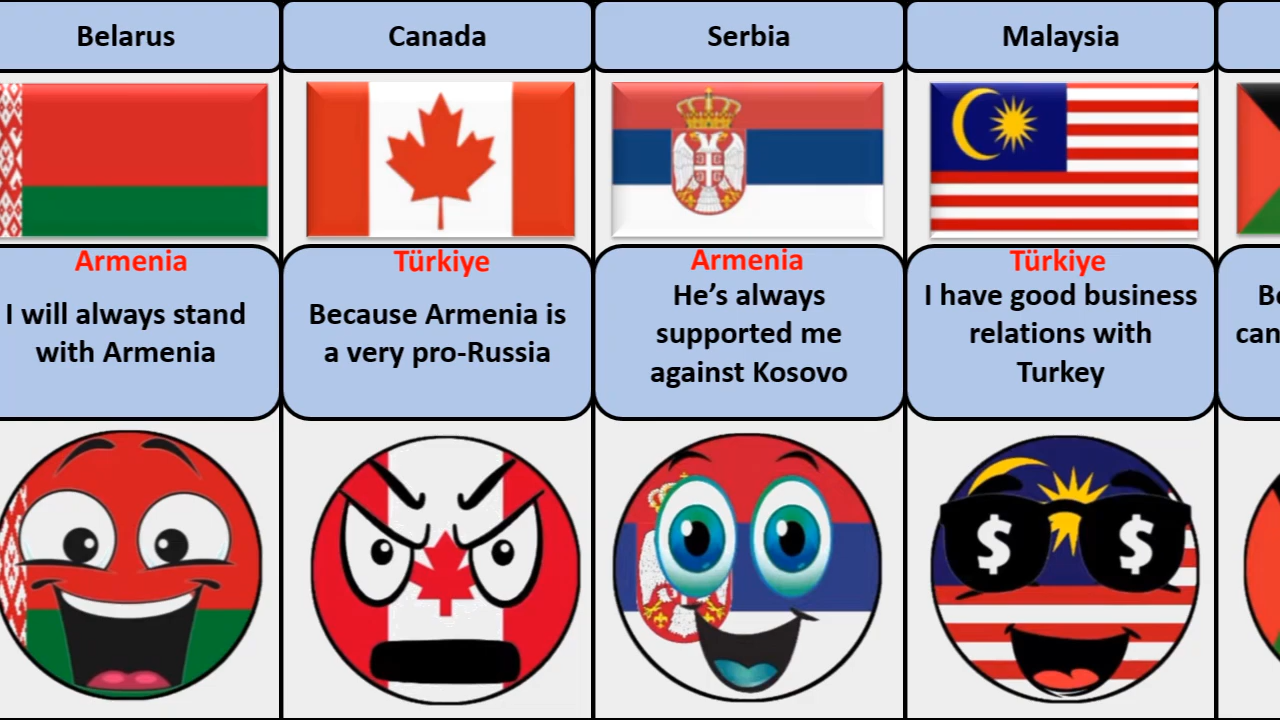 Belarus
Canada
Serbia
Malaysia
Armenia
I will always stand
with Armenia
Türkiye
Because Armenia is
a very pro-Russia
Armenia
He's always
supported me
against Kosovo
Türkiye
I have good business
relations with
Turkey
can
$ $